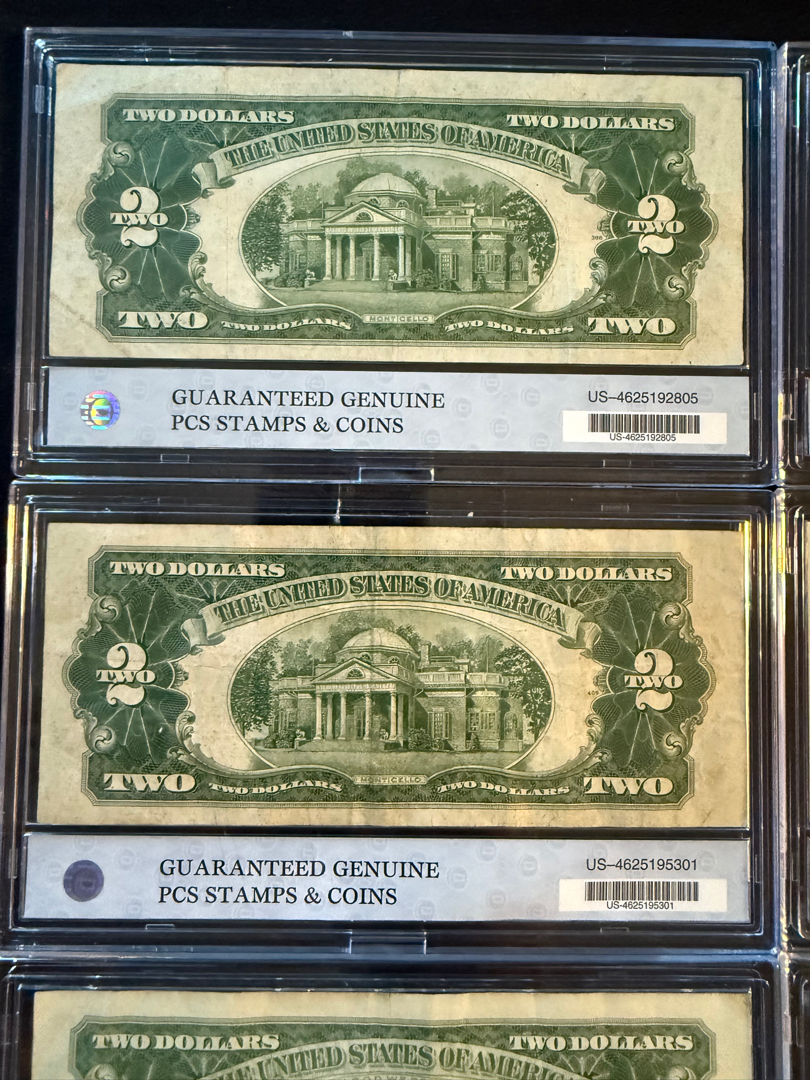 TWO DOLLARS TWO DOLLARS
THE UNITED STATES OF AMERICA
2 2
TWO TWO
386
MONTICELLO
TWO TWO DOLLARS TWO DOLLARS TWO
GUARANTEED GENUINE
PCS STAMPS & COINS
US–4625192805
US-4625192805
TWO DOLLARS TWO DOLLARS
THE UNITED STATES OF AMERICA
2 2
TWO TWO
409
MONTICELLO
TWO TWO DOLLARS TWO DOLLARS TWO
GUARANTEED GENUINE
PCS STAMPS & COINS
US–4625195301
US-4625195301
TWO DOLLARS TWO DOLLARS
UNITED STATES OF AMERICA